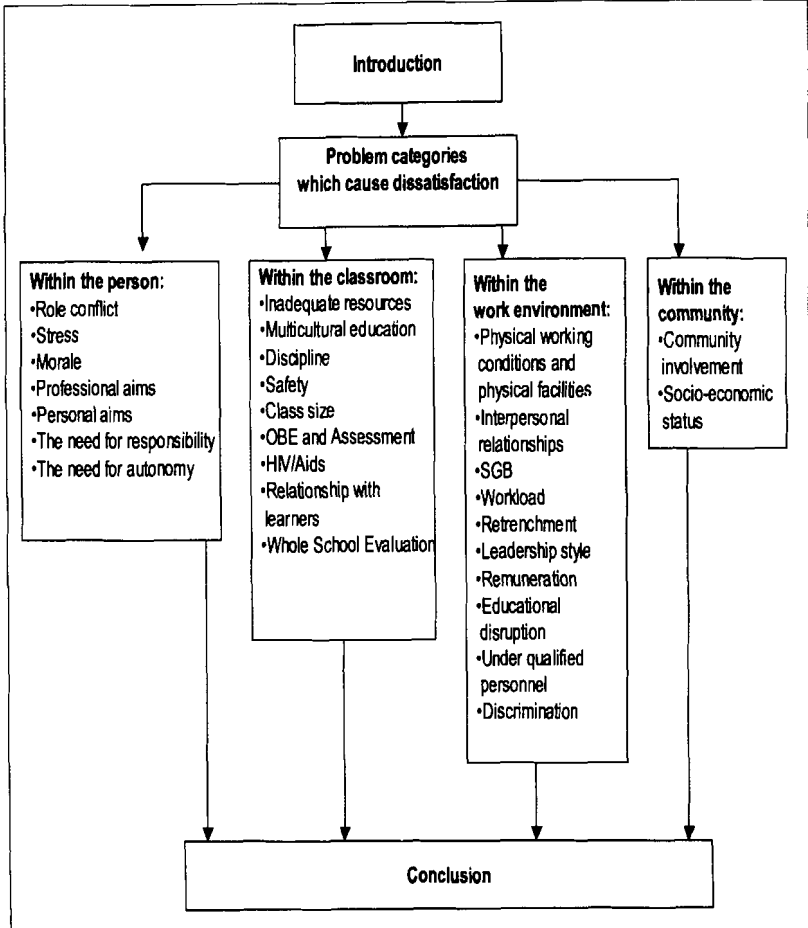 Introduction
Problem categories
which cause dissatisfaction
Within the person:
•Role conflict
•Stress
•Morale
•Professional aims
•Personal aims
•The need for responsibility
•The need for autonomy
Within the classroom:
•Inadequate resources
•Multicultural education
•Discipline
•Safety
•Class size
•OBE and Assessment
•HIV/Aids
•Relationship with
learners
•Whole School Evaluation
Within the
work environment:
•Physical working
conditions and
physical facilities
•Interpersonal
relationships
•SGB
•Workload
•Retrenchment
•Leadership style
•Remuneration
•Educational
disruption
•Under qualified
personnel
•Discrimination
Within the
community:
•Community
involvement
•Socio-economic
status
Conclusion